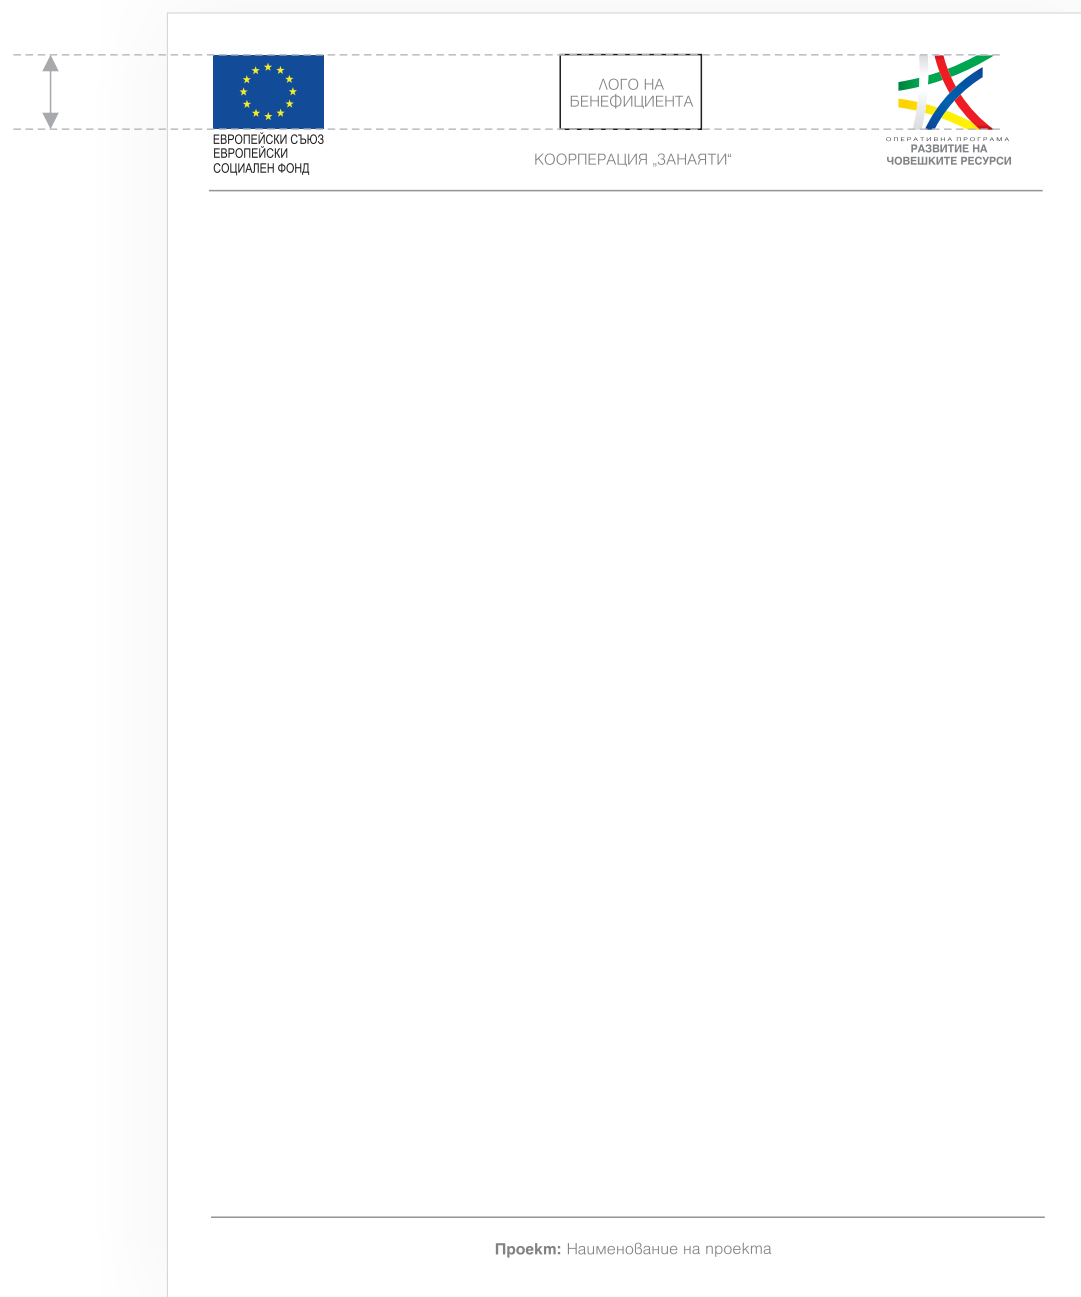 ЕВРОПЕЙСКИ СЪЮЗ
ЕВРОПЕЙСКИ
СОЦИАЛЕН ФОНД
ЛОГО НА
БЕНЕФИЦИЕНТА
КООРПЕРАЦИЯ „ЗАНАЯТИ“
ОПЕРАТИВНА ПРОГРАМА
РАЗВИТИЕ НА
ЧОВЕШКИТЕ РЕСУРСИ
Проект: Наименование на проекта